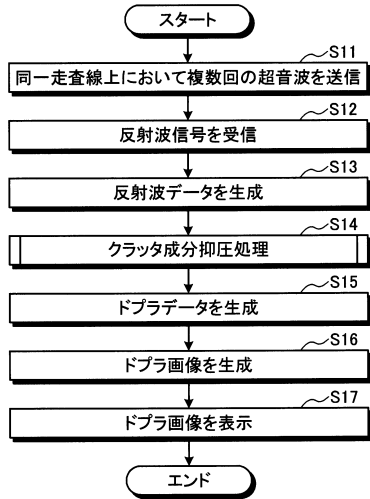 スタート
S11
同一走査線上において複数回の超音波を送信
S12
反射波信号を受信
S13
反射波データを生成
S14
クラッタ成分抑圧処理
S15
ドプラデータを生成
S16
ドプラ画像を生成
S17
ドプラ画像を表示
エンド